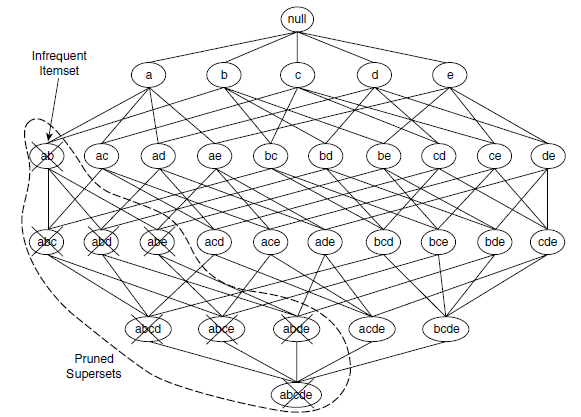 null
Infrequent
Itemset
a b c d e
ab ac ad ae bc bd be cd ce de
abc abd abe acd ace ade bcd bce bde cde
abcd abce abde acde bcde
Pruned
Supersets
abcde